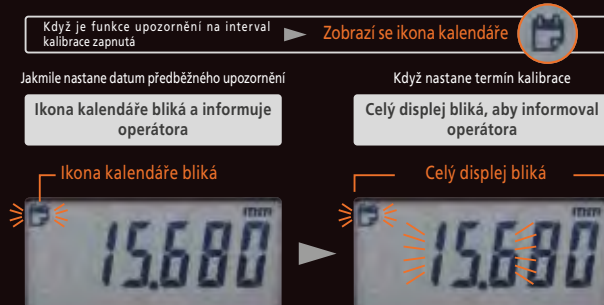 Když je funkce upozornění na interval
kalibrace zapnutá
Zobrazí se ikona kalendáře
Jakmile nastane datum předběžného upozornění
Když nastane termín kalibrace
Ikona kalendáře bliká a informuje
operátora
Celý displej bliká, aby informoval
operátora
Ikona kalendáře bliká
Celý displej bliká
mm
15.680
mm
15.680